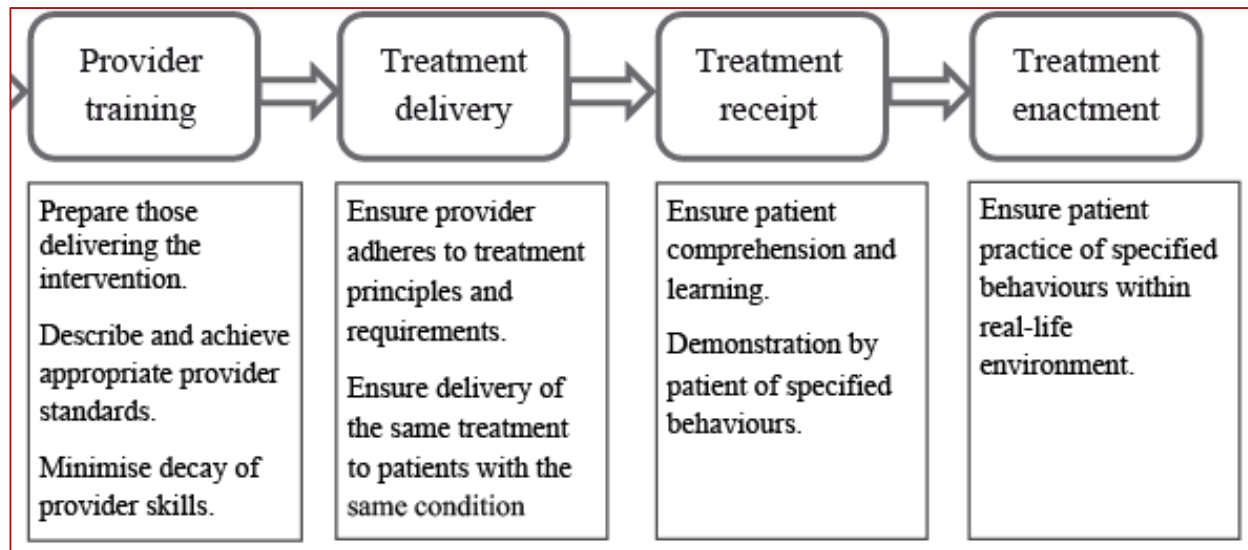 Provider
training
Treatment
delivery
Treatment
receipt
Treatment
enactment
Prepare those
delivering the
intervention.
Describe and achieve
appropriate provider
standards.
Minimise decay of
provider skills.
Ensure provider
adheres to treatment
principles and
requirements.
Ensure delivery of
the same treatment
to patients with the
same condition
Ensure patient
comprehension and
learning.
Demonstration by
patient of specified
behaviours.
Ensure patient
practice of specified
behaviours within
real-life
environment.